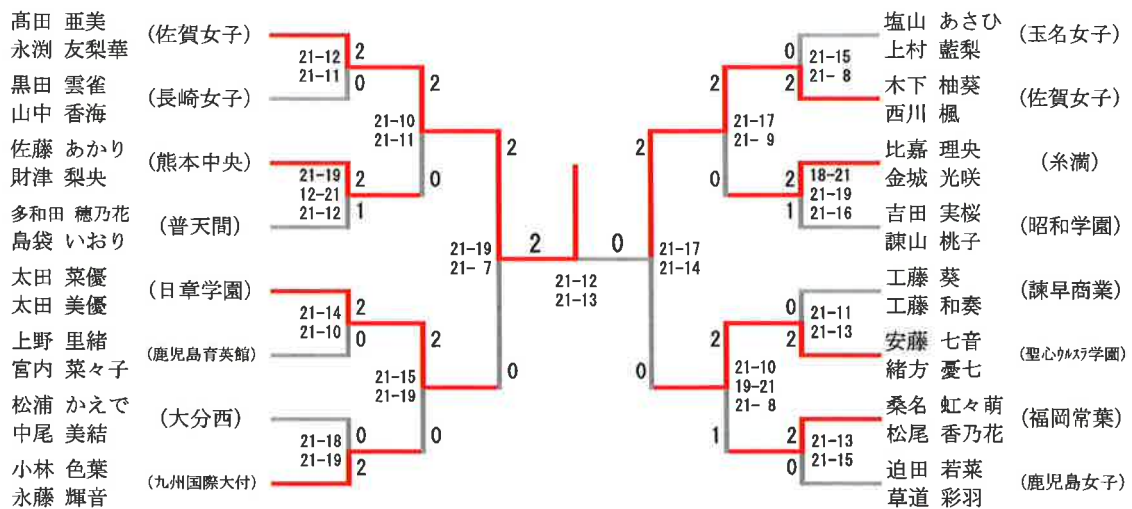 髙田 亜美
永渕 友梨華
(佐賀女子)
黒田 雲雀
山中 香海
(長崎女子)
佐藤 あかり
財津 梨央
(熊本中央)
多和田 穂乃花
島袋 いおり
(普天間)
太田 菜優
太田 美優
(日章学園)
上野 里緒
宮内 菜々子
(鹿児島育英館)
松浦 かえで
中尾 美結
(大分西)
小林 色葉
永藤 輝音
(九州国際大付)
21-12
21-11
2
0
21-19
12-21
21-12
2
1
21-14
21-10
2
0
21-18
21-19
0
2
21-10
21-11
2
0
21-15
21-19
2
0
21-19
21- 7
2
0
2
0
21-12
21-13
21-17
21-14
2
0
21-17
21- 9
2
0
21-10
19-21
21- 8
2
1
21-15
21- 8
0
2
18-21
21-19
21-16
2
1
21-11
21-13
0
2
21-13
21-15
2
0
塩山 あさひ
上村 藍梨
(玉名女子)
木下 柚葵
西川 楓
(佐賀女子)
比嘉 理央
金城 光咲
(糸満)
吉田 実桜
諫山 桃子
(昭和学園)
工藤 葵
工藤 和奏
(諫早商業)
安藤 七音
緒方 憂七
(聖心ｳﾙｽﾗ学園)
桑名 虹々萌
松尾 香乃花
(福岡常葉)
迫田 若菜
草道 彩羽
(鹿児島女子)